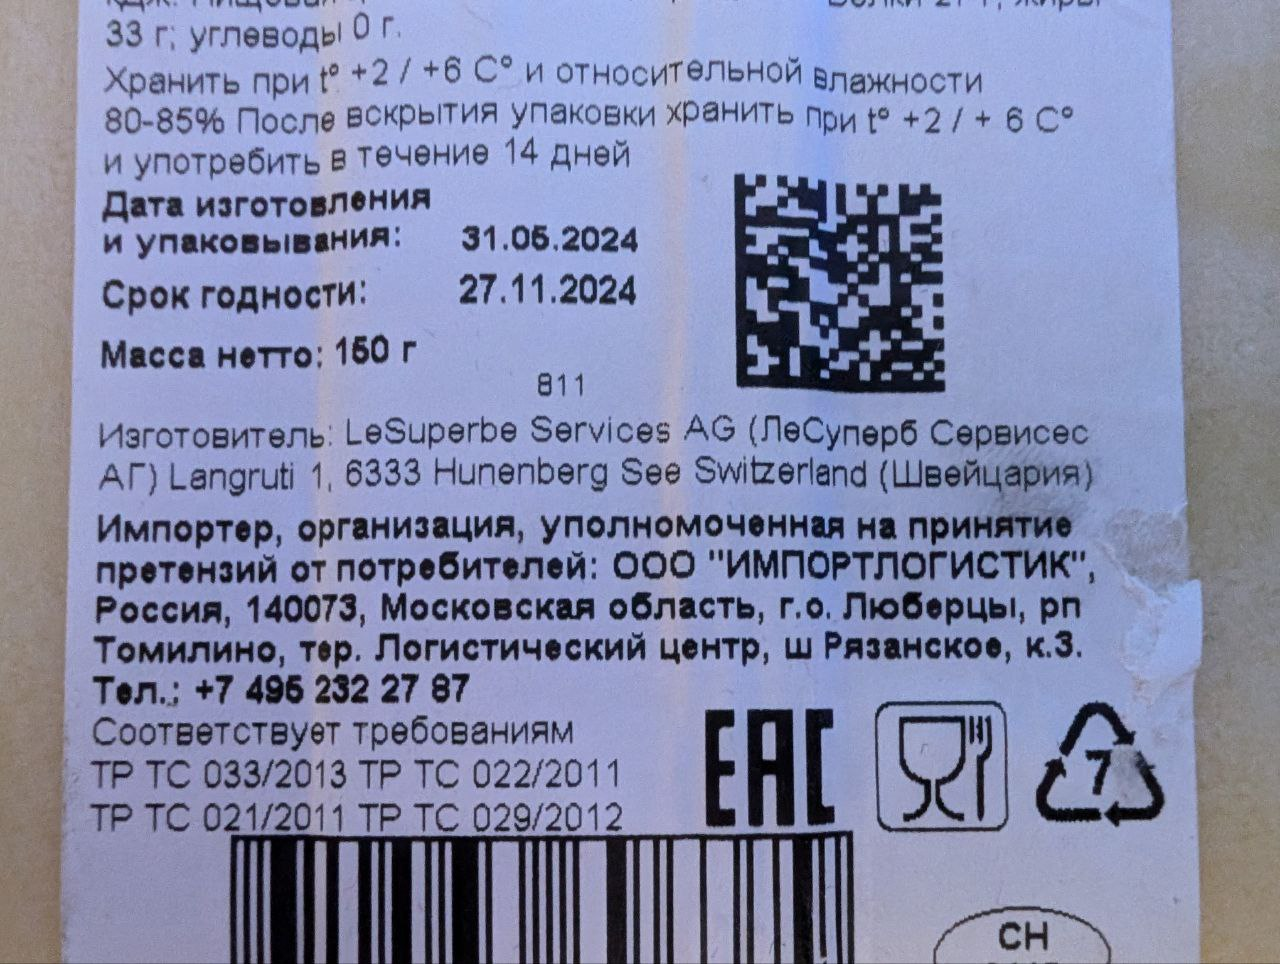 33 г; углеводы 0 г.
Хранить при t° +2 / +6 C° и относительной влажности
80-85% После вскрытия упаковки хранить при t° +2 / + 6 C°
и употребить в течение 14 дней
Дата изготовления
и упаковывания: 31.05.2024
Срок годности: 27.11.2024
Масса нетто: 150 г
811
Изготовитель: LeSuperbe Services AG (ЛеСуперб Сервисес
АГ) Langruti 1, 6333 Hunenberg See Switzerland (Швейцария)
Импортер, организация, уполномоченная на принятие
претензий от потребителей: ООО "ИМПОРТЛОГИСТИК",
Россия, 140073, Московская область, г.о. Люберцы, рп
Томилино, тер. Логистический центр, ш Рязанское, к.3.
Тел.: +7 495 232 27 87
Соответствует требованиям
ТР ТС 033/2013 ТР ТС 022/2011
ТР ТС 021/2011 ТР ТС 029/2012
EAC
7
CH